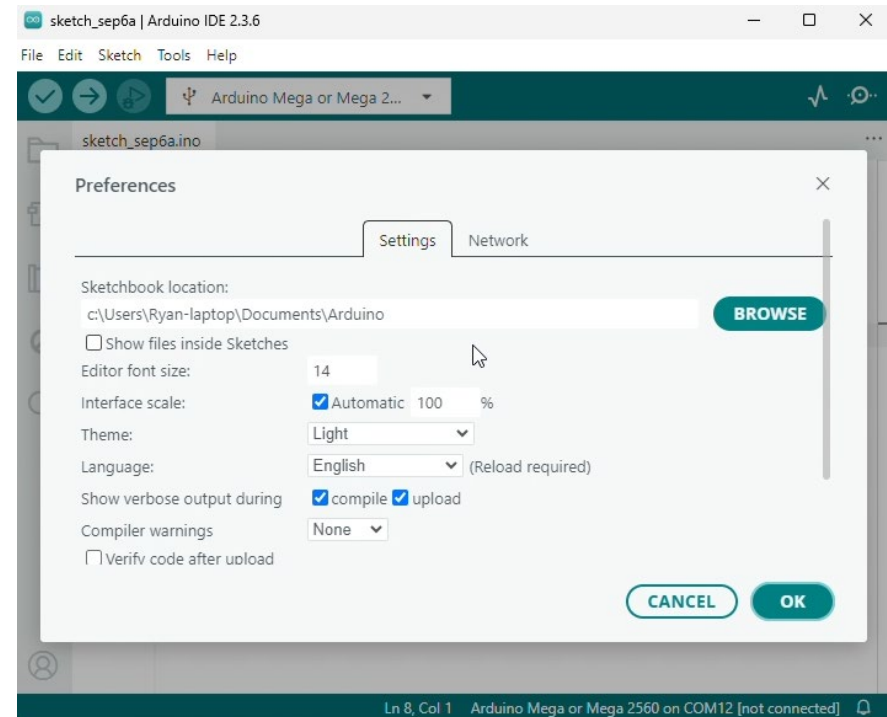 sketch_sep6a | Arduino IDE 2.3.6
File Edit Sketch Tools Help
Arduino Mega or Mega 2...
sketch_sep6a.ino
Preferences
Settings Network
Sketchbook location:
c:\Users\Ryan-laptop\Documents\Arduino BROWSE
Show files inside Sketches
Editor font size: 14
Interface scale: Automatic 100 %
Theme: Light
Language: English (Reload required)
Show verbose output during compile upload
Compiler warnings None
Verify code after upload
CANCEL OK
Ln 8, Col 1 Arduino Mega or Mega 2560 on COM12 [not connected]